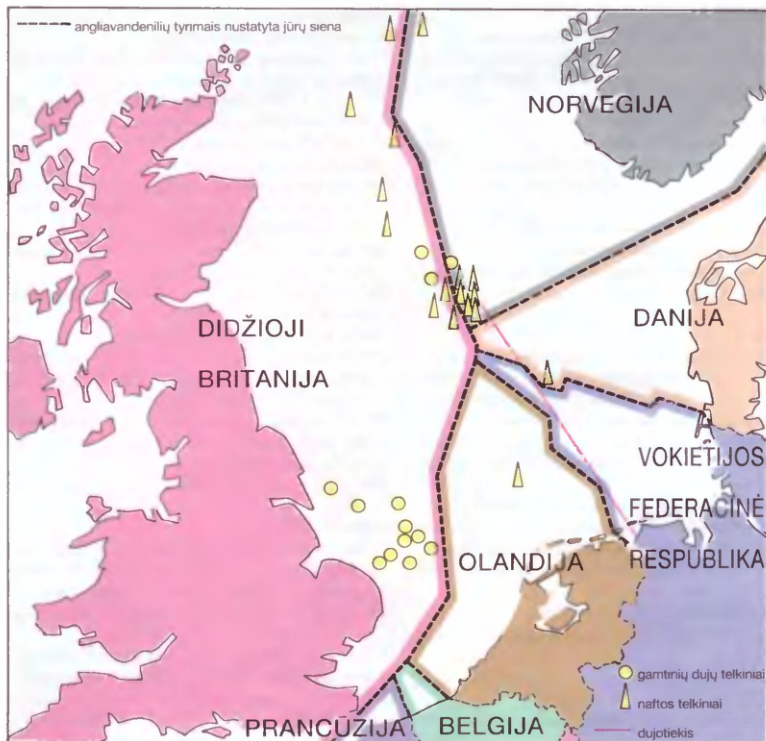 angliavandenilių tyrimais nustatyta jūrų siena
NORVEGIJA
DIDŽIOJI
BRITANIJA
DANIJA
VOKIETIJOS
FEDERACINĖ
RESPUBLIKA
OLANDIJA
gamtinių dujų telkiniai
naftos telkiniai
dujotiekis
PRANCŪZIJA
BELGIJA